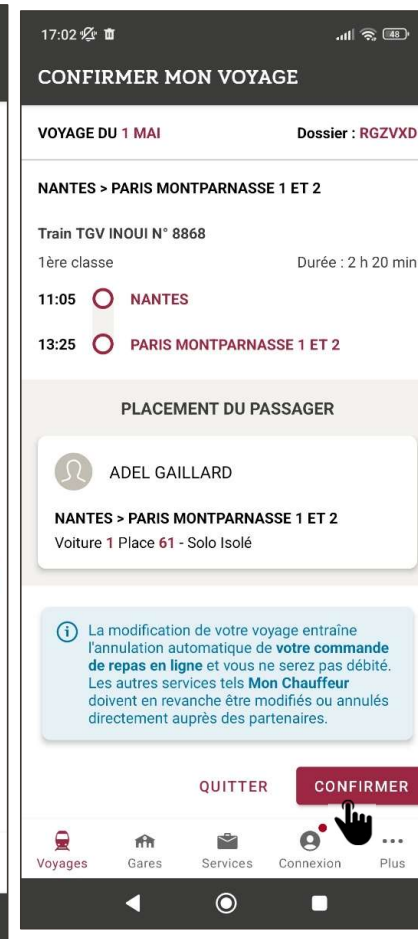 17:02
48
CONFIRMER MON VOYAGE
VOYAGE DU 1 MAI Dossier : RGZVXD
NANTES > PARIS MONTPARNASSE 1 ET 2
Train TGV INOUI N° 8868
1ère classe Durée : 2 h 20 min
11:05 NANTES
13:25 PARIS MONTPARNASSE 1 ET 2
PLACEMENT DU PASSAGER
ADEL GAILLARD
NANTES > PARIS MONTPARNASSE 1 ET 2
Voiture 1 Place 61 - Solo Isolé
La modification de votre voyage entraîne
l'annulation automatique de votre commande
de repas en ligne et vous ne serez pas débité.
Les autres services tels Mon Chauffeur
doivent en revanche être modifiés ou annulés
directement auprès des partenaires.
QUITTER CONFIRMER
Voyages Gares Services Connexion Plus